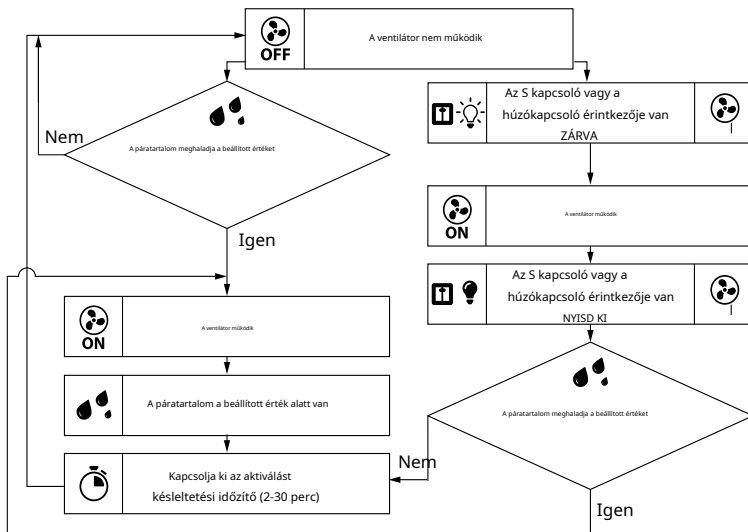 A ventilátor nem működik
OFF
Az S kapcsoló vagy a
húzókapcsoló érintkezője van
ZÁRVA
Nem
A páratartalom meghaladja a beállított értéket
Igen
A ventilátor működik
ON
Az S kapcsoló vagy a
húzókapcsoló érintkezője van
NYISD KI
A ventilátor működik
ON
A páratartalom a beállított érték alatt van
A páratartalom meghaladja a beállított értéket
Nem
Kapcsolja ki az aktiválást
késleltetési időzítő (2-30 perc)
Igen